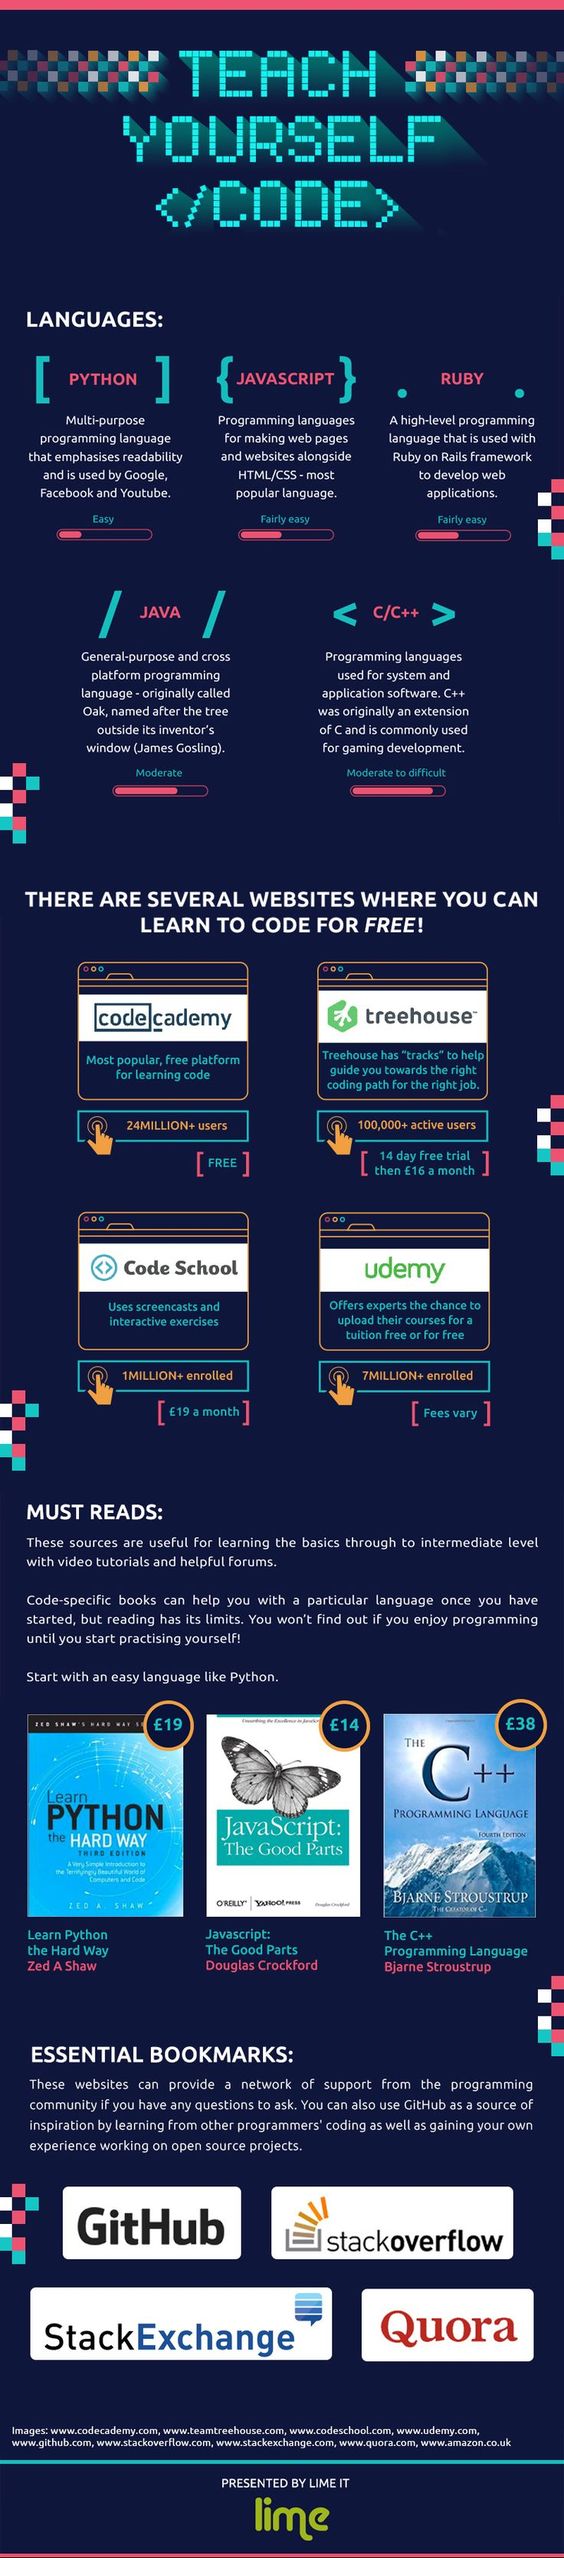 TEACH
YOURSELF
</CODE>
LANGUAGES:
[ PYTHON ]
Multi-purpose
programming language
that emphasises readability
and is used by Google,
Facebook and Youtube.
Easy
{ JAVASCRIPT }
Programming languages
for making web pages
and websites alongside
HTML/CSS - most
popular language.
Fairly easy
. RUBY .
A high-level programming
language that is used with
Ruby on Rails framework
to develop web
applications.
Fairly easy
/ JAVA /
General-purpose and cross
platform programming
language - originally called
Oak, named after the tree
outside its inventor's
window (James Gosling).
Moderate
< C/C++ >
Programming languages
used for system and
application software. C++
was originally an extension
of C and is commonly used
for gaming development.
Moderate to difficult
THERE ARE SEVERAL WEBSITES WHERE YOU CAN
LEARN TO CODE FOR FREE!
codecademy
Most popular, free platform
for learning code
24MILLION+ users
[ FREE ]
treehouse
Treehouse has "tracks" to help
guide you towards the right
coding path for the right job.
100,000+ active users
[ 14 day free trial
then £16 a month ]
Code School
Uses screencasts and
interactive exercises
1MILLION+ enrolled
[ £19 a month ]
udemy
Offers experts the chance to
upload their courses for a
tuition free or for free
7MILLION+ enrolled
[ Fees vary ]
MUST READS:
These sources are useful for learning the basics through to intermediate level
with video tutorials and helpful forums.
Code-specific books can help you with a particular language once you have
started, but reading has its limits. You won't find out if you enjoy programming
until you start practising yourself!
Start with an easy language like Python.
ZED SHAW'S HARD WAY
£19
Learn
PYTHON
the HARD WAY
THIRD EDITION
A Very Simple Introduction to
the Terrifyingly Beautiful World of
Computers and Code
ZED A. SHAW
Learn Python
the Hard Way
Zed A Shaw
Unearthing the Excellence in
£14
JavaScript:
The Good Parts
O'REILLY® YAHOO! PRESS Douglas Crockford
Javascript:
The Good Parts
Douglas Crockford
£38
THE
C++
PROGRAMMING LANGUAGE
FOURTH EDITION
BJARNE STROUSTRUP
THE CREATOR OF C++
The C++
Programming Language
Bjarne Stroustrup
ESSENTIAL BOOKMARKS:
These websites can provide a network of support from the programming
community if you have any questions to ask. You can also use GitHub as a source of
inspiration by learning from other programmers' coding as well as gaining your own
experience working on open source projects.
GitHub
stackoverflow
StackExchange
Quora
Images: www.codecademy.com, www.teamtreehouse.com, www.codeschool.com, www.udemy.com,
www.github.com, www.stackoverflow.com, www.stackexchange.com, www.quora.com, www.amazon.co.uk
PRESENTED BY LIME IT
lime